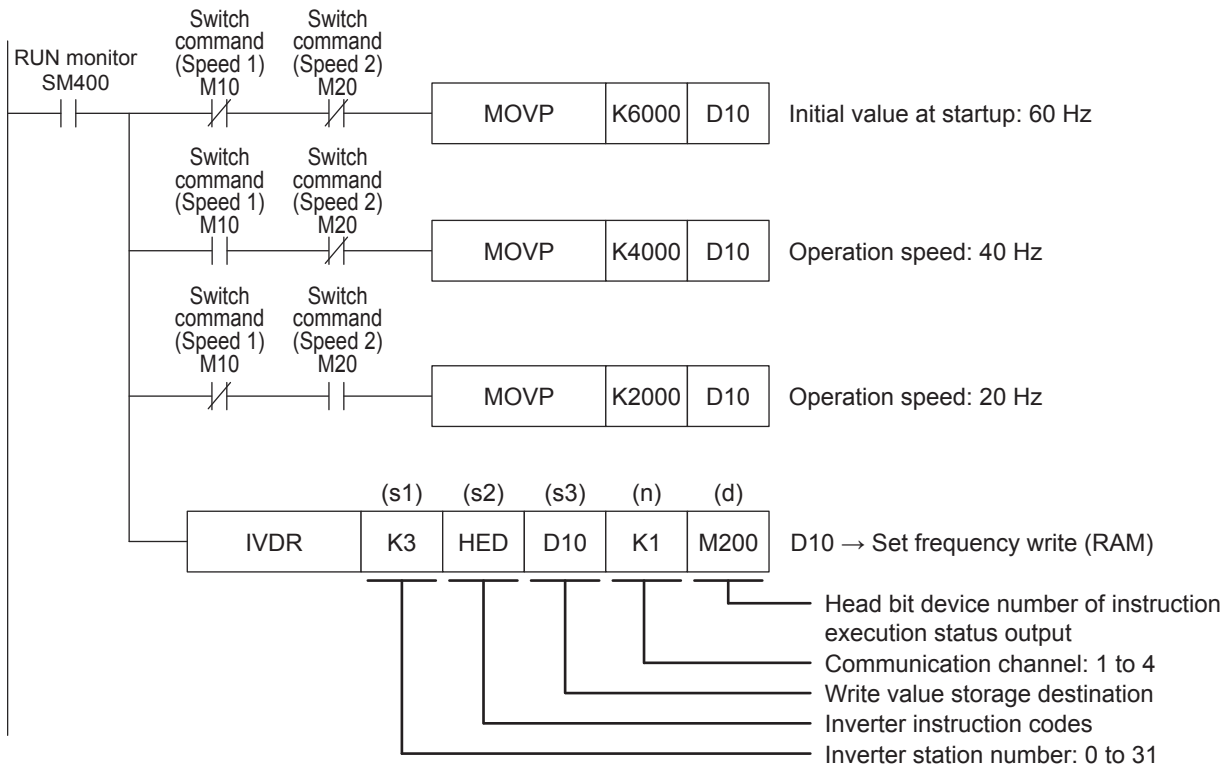 RUN monitor
SM400
Switch
command
(Speed 1)
M10
Switch
command
(Speed 2)
M20
MOVP K6000 D10 Initial value at startup: 60 Hz
Switch
command
(Speed 1)
M10
Switch
command
(Speed 2)
M20
MOVP K4000 D10 Operation speed: 40 Hz
Switch
command
(Speed 1)
M10
Switch
command
(Speed 2)
M20
MOVP K2000 D10 Operation speed: 20 Hz
(s1) (s2) (s3) (n) (d)
IVDR K3 HED D10 K1 M200 D10 → Set frequency write (RAM)
Head bit device number of instruction
execution status output
Communication channel: 1 to 4
Write value storage destination
Inverter instruction codes
Inverter station number: 0 to 31